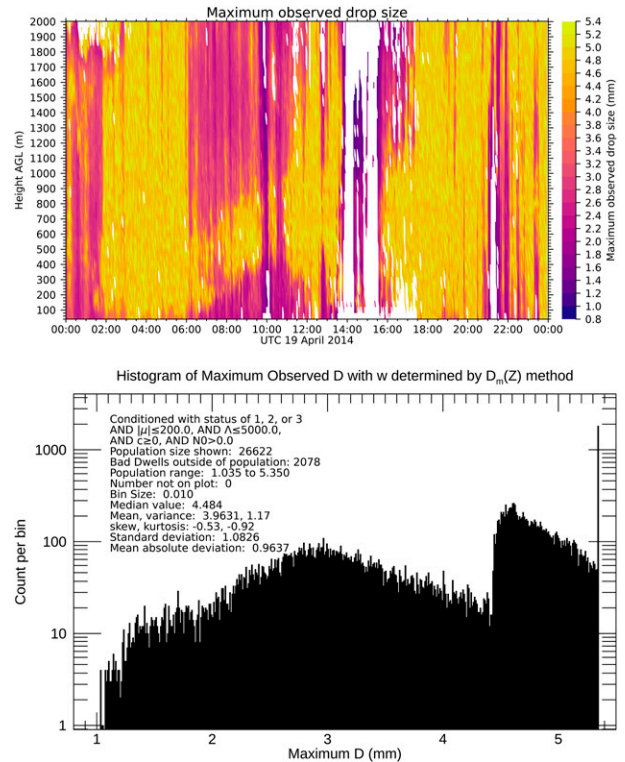 Maximum observed drop size
2000
1900
1800
1700
1600
1500
1400
1300
1200
1100
1000
900
800
700
600
500
400
300
200
100
Height AGL (m)
00:00 02:00 04:00 06:00 08:00 10:00 12:00 14:00 16:00 18:00 20:00 22:00 00:00
UTC 19 April 2014
5.4
5.2
5.0
4.8
4.6
4.4
4.2
4.0
3.8
3.6
3.4
3.2
3.0
2.8
2.6
2.4
2.2
2.0
1.8
1.6
1.4
1.2
1.0
0.8
Maximum observed drop size (mm)
Histogram of Maximum Observed D with w determined by Dm(Z) method
Conditioned with status of 1, 2, or 3
AND |μ|≤200.0, AND Λ≤5000.0,
AND c≥0, AND N0>0.0
Population size shown: 26622
Bad Dwells outside of population: 2078
Population range: 1.035 to 5.350
Number not on plot: 0
Bin Size: 0.010
Median value: 4.484
Mean, variance: 3.9631, 1.17
skew, kurtosis: -0.53, -0.92
Standard deviation: 1.0826
Mean absolute deviation: 0.9637
1000
100
10
1
Count per bin
1 2 3 4 5
Maximum D (mm)